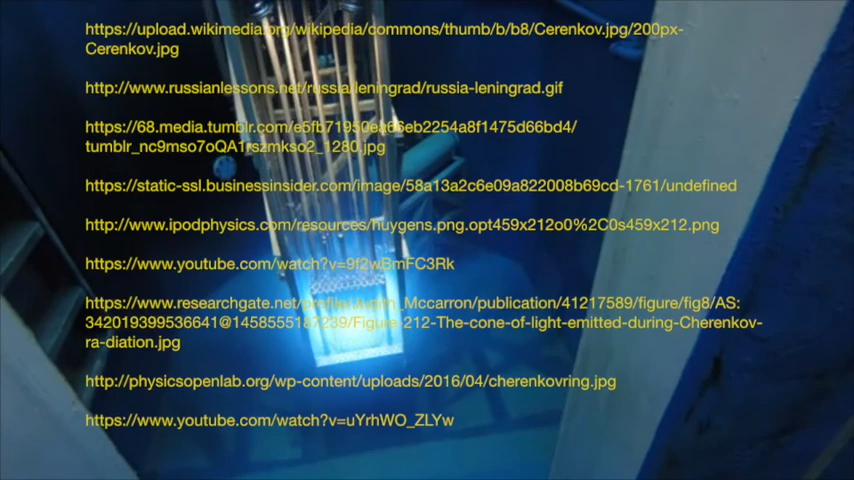 https://upload.wikimedia.org/wikipedia/commons/thumb/b/b8/Cerenkov.jpg/200px-
Cerenkov.jpg
http://www.russianlessons.net/russia/leningrad/russia-leningrad.gif
https://68.media.tumblr.com/e5fb71950ea66eb2254a8f1475d66bd4/
tumblr_nc9mso7oQA1rszmkso2_1280.jpg
https://static-ssl.businessinsider.com/image/58a13a2c6e09a822008b69cd-1761/undefined
http://www.ipodphysics.com/resources/huygens.png.opt459x212o0%2C0s459x212.png
https://www.youtube.com/watch?v=9f2wBmFC3Rk
https://www.researchgate.net/profile/Justin_Mccarron/publication/41217589/figure/fig8/AS:
342019399536641@1458555187239/Figure-212-The-cone-of-light-emitted-during-Cherenkov-
ra-diation.jpg
http://physicsopenlab.org/wp-content/uploads/2016/04/cherenkovring.jpg
https://www.youtube.com/watch?v=uYrhWO_ZLYw